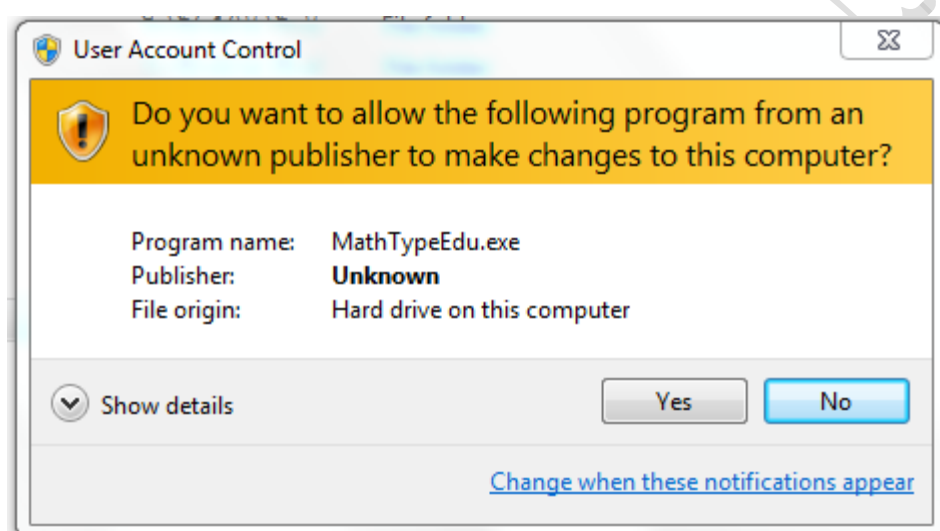 User Account Control
Do you want to allow the following program from an
unknown publisher to make changes to this computer?
Program name: MathTypeEdu.exe
Publisher: Unknown
File origin: Hard drive on this computer
Show details
Yes
No
Change when these notifications appear